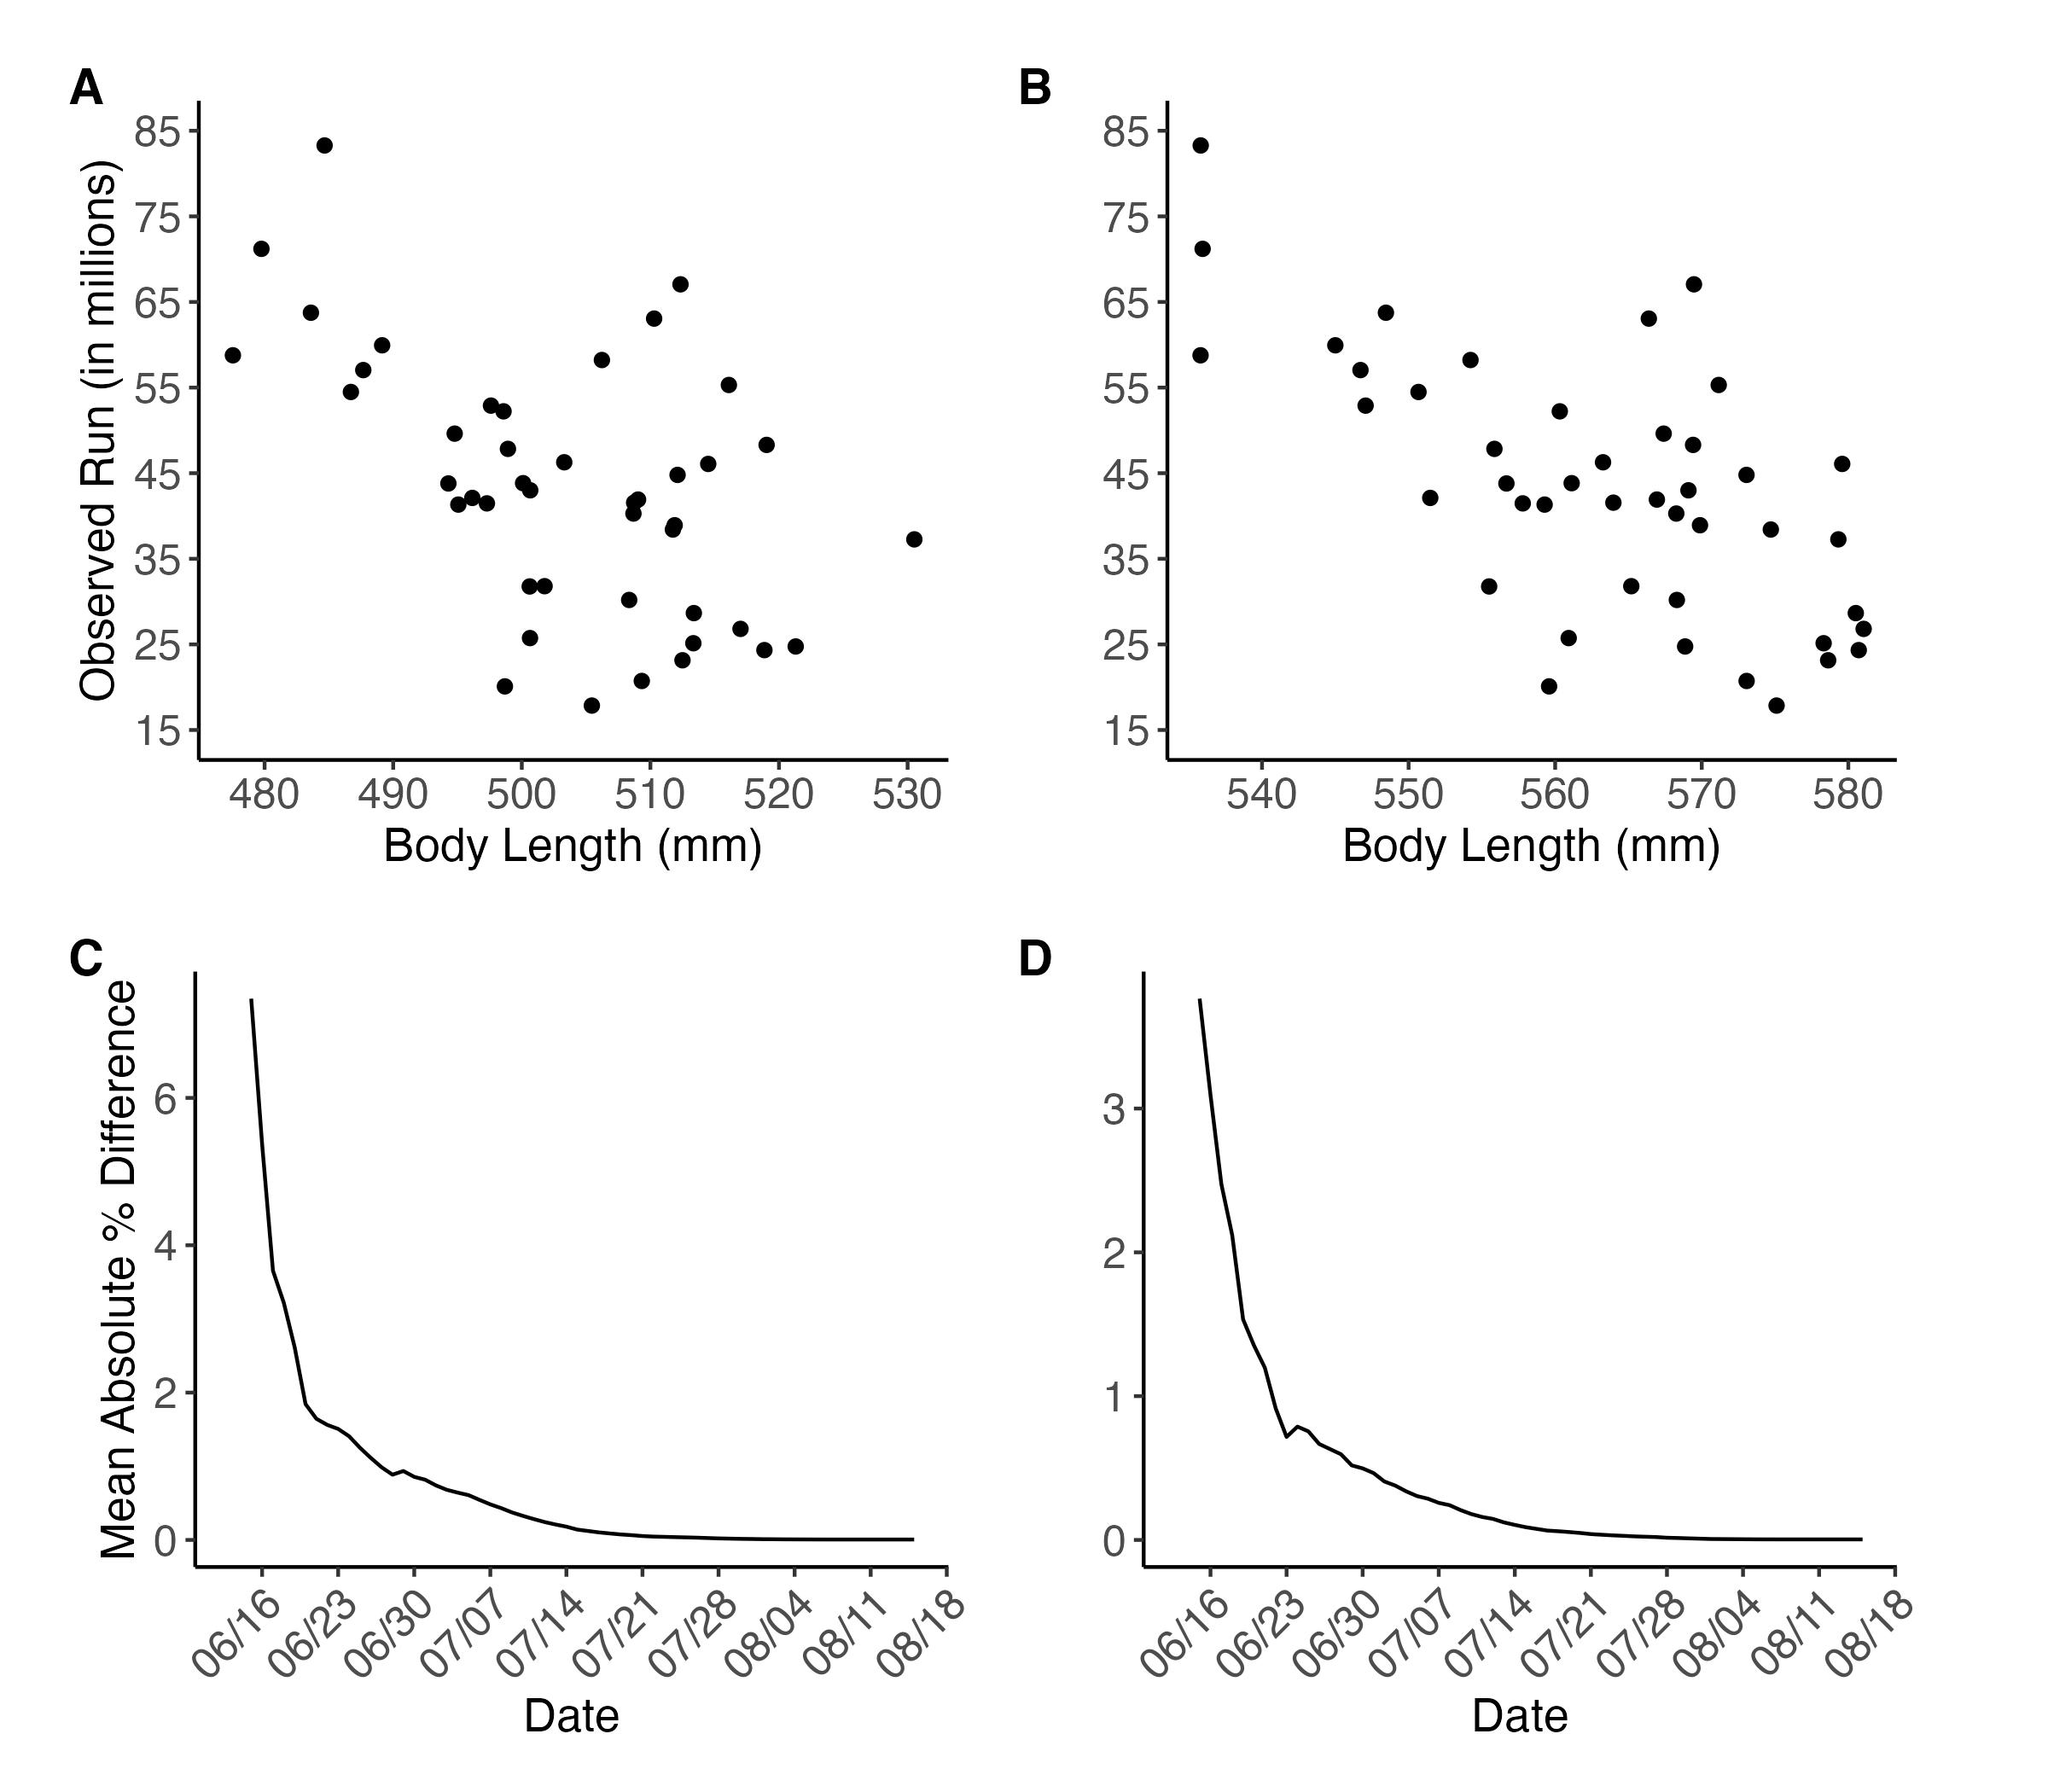 A
Observed Run (in millions)
85
75
65
55
45
35
25
15
480 490 500 510 520 530
Body Length (mm)
B
85
75
65
55
45
35
25
15
540 550 560 570 580
Body Length (mm)
C
Mean Absolute % Difference
6
4
2
0
06/16 06/23 06/30 07/07 07/14 07/21 07/28 08/04 08/11 08/18
Date
D
3
2
1
0
06/16 06/23 06/30 07/07 07/14 07/21 07/28 08/04 08/11 08/18
Date